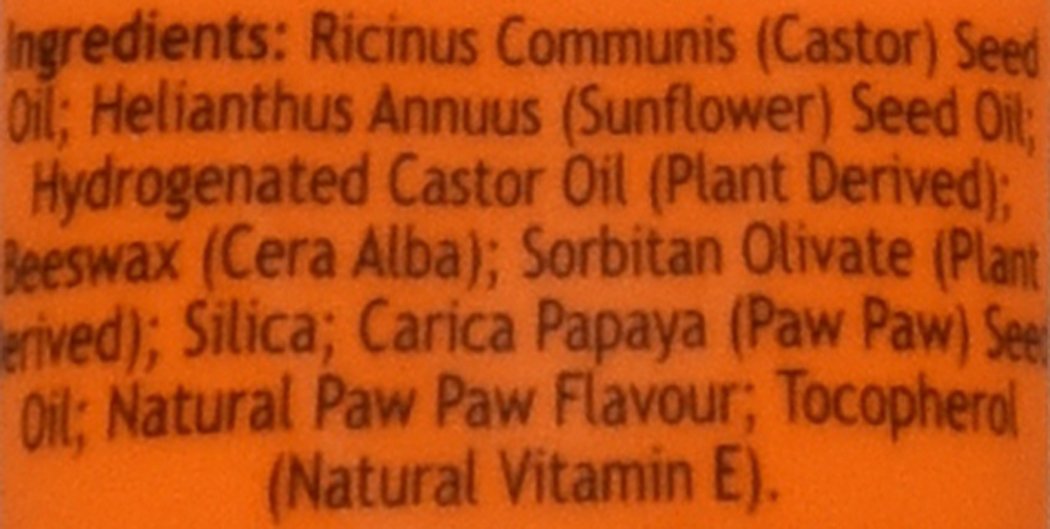 Ingredients: Ricinus Communis (Castor) Seed
Oil; Helianthus Annuus (Sunflower) Seed Oil;
Hydrogenated Castor Oil (Plant Derived);
Beeswax (Cera Alba); Sorbitan Olivate (Plant
erived); Silica; Carica Papaya (Paw Paw) Seed
Oil; Natural Paw Paw Flavour; Tocopherol
(Natural Vitamin E).